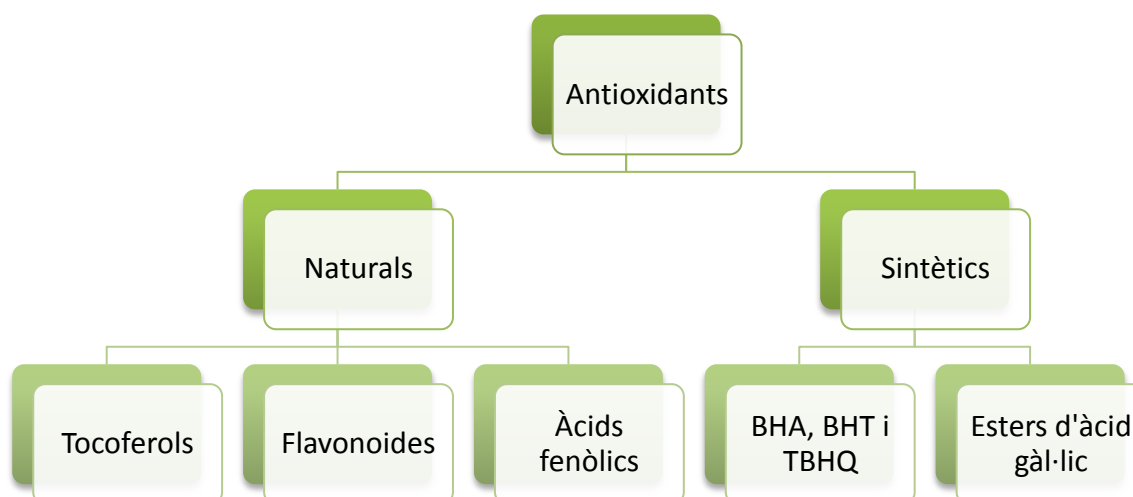 Antioxidants
Naturals
Sintètics
Tocoferols
Flavonoides
Àcids
fenòlics
BHA, BHT i
TBHQ
Esters d'àcid
gàl·lic